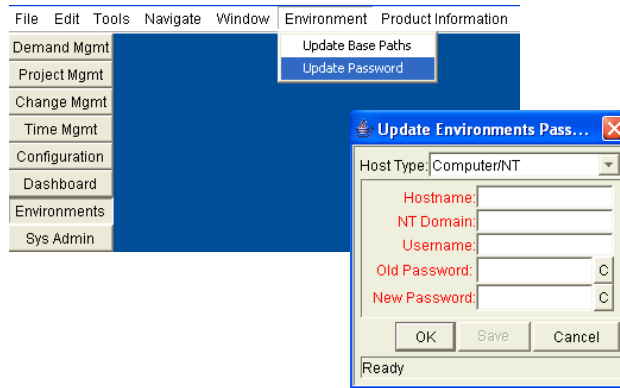 File Edit Tools Navigate Window Environment Product Information
Demand Mgmt
Project Mgmt
Change Mgmt
Time Mgmt
Configuration
Dashboard
Environments
Sys Admin
Update Base Paths
Update Password
Update Environments Pass...
Host Type: Computer/NT
Hostname:
NT Domain:
Username:
Old Password: C
New Password: C
OK Save Cancel
Ready